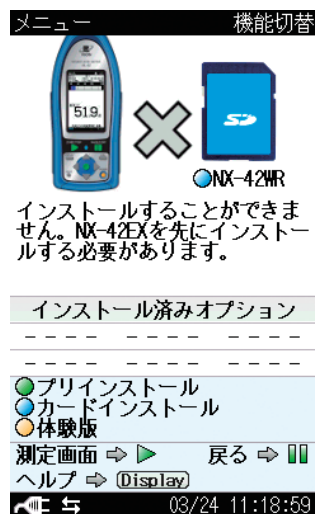 メニュー 機能切替
51.9
SD
NX-42WR
インストールすることができま
せん。NX-42EXを先にインストー
ルする必要があります。
インストール済みオプション
---- ---- ----
---- ---- ----
プリインストール
カードインストール
体験版
測定画面 ⇨ ▷ 戻る ⇨ ▯▯
ヘルプ ⇨ (Display)
03/24 11:18:59